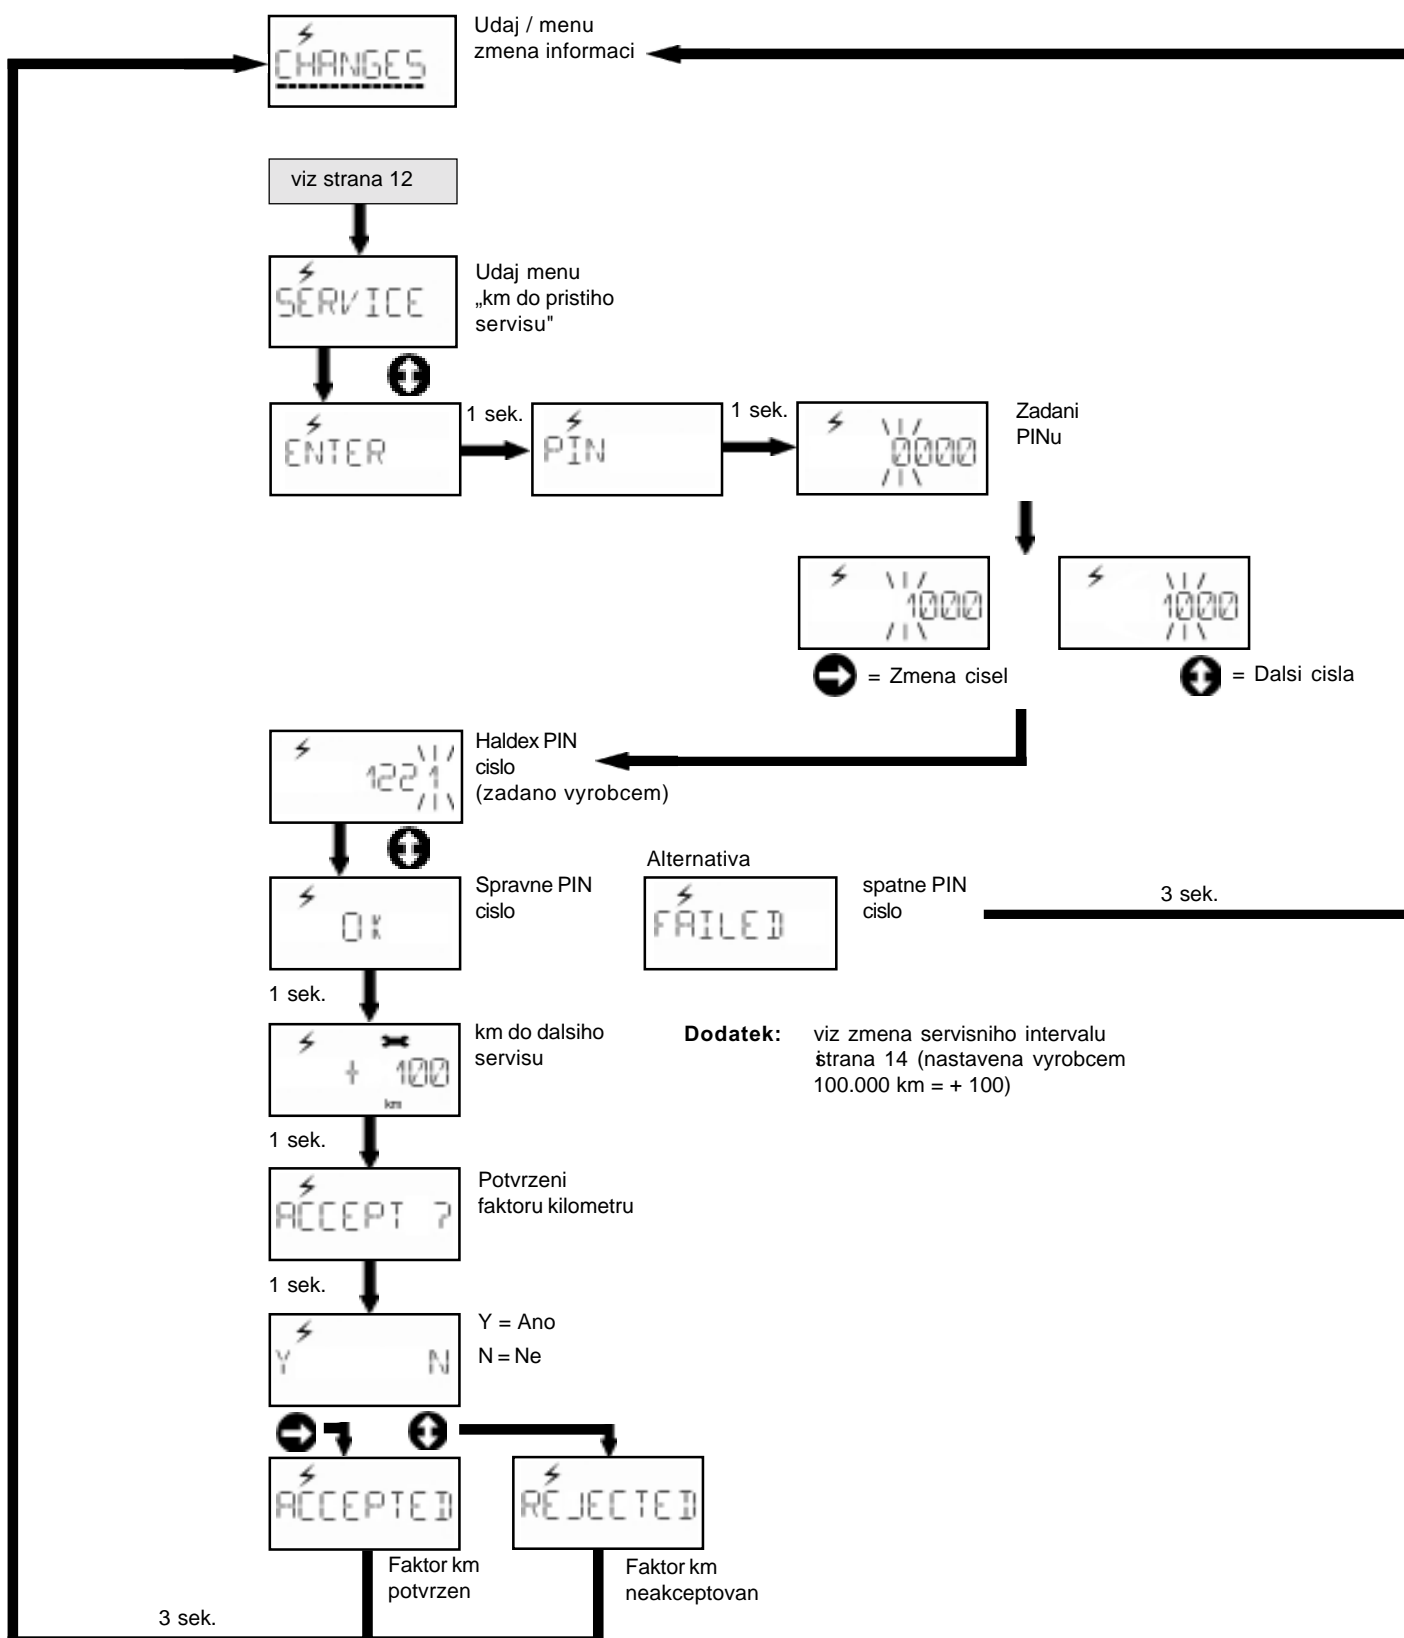 CHANGES
Udaj / menu
zmena informaci
viz strana 12
SERVICE
Udaj menu
„km do pristiho
servisu"
ENTER
1 sek.
PIN
1 sek.
0000
Zadani
PINu
1000
1000
= Zmena cisel
= Dalsi cisla
1221
Haldex PIN
cislo
(zadano vyrobcem)
OK
Spravne PIN
cislo
Alternativa
FAILED
spatne PIN
cislo
3 sek.
1 sek.
+ 100
km
km do dalsiho
servisu
Dodatek: viz zmena servisniho intervalu
strana 14 (nastavena vyrobcem
100.000 km = + 100)
1 sek.
ACCEPT ?
Potvrzeni
faktoru kilometru
1 sek.
Y N
Y = Ano
N = Ne
ACCEPTED
REJECTED
Faktor km
potvrzen
Faktor km
neakceptovan
3 sek.